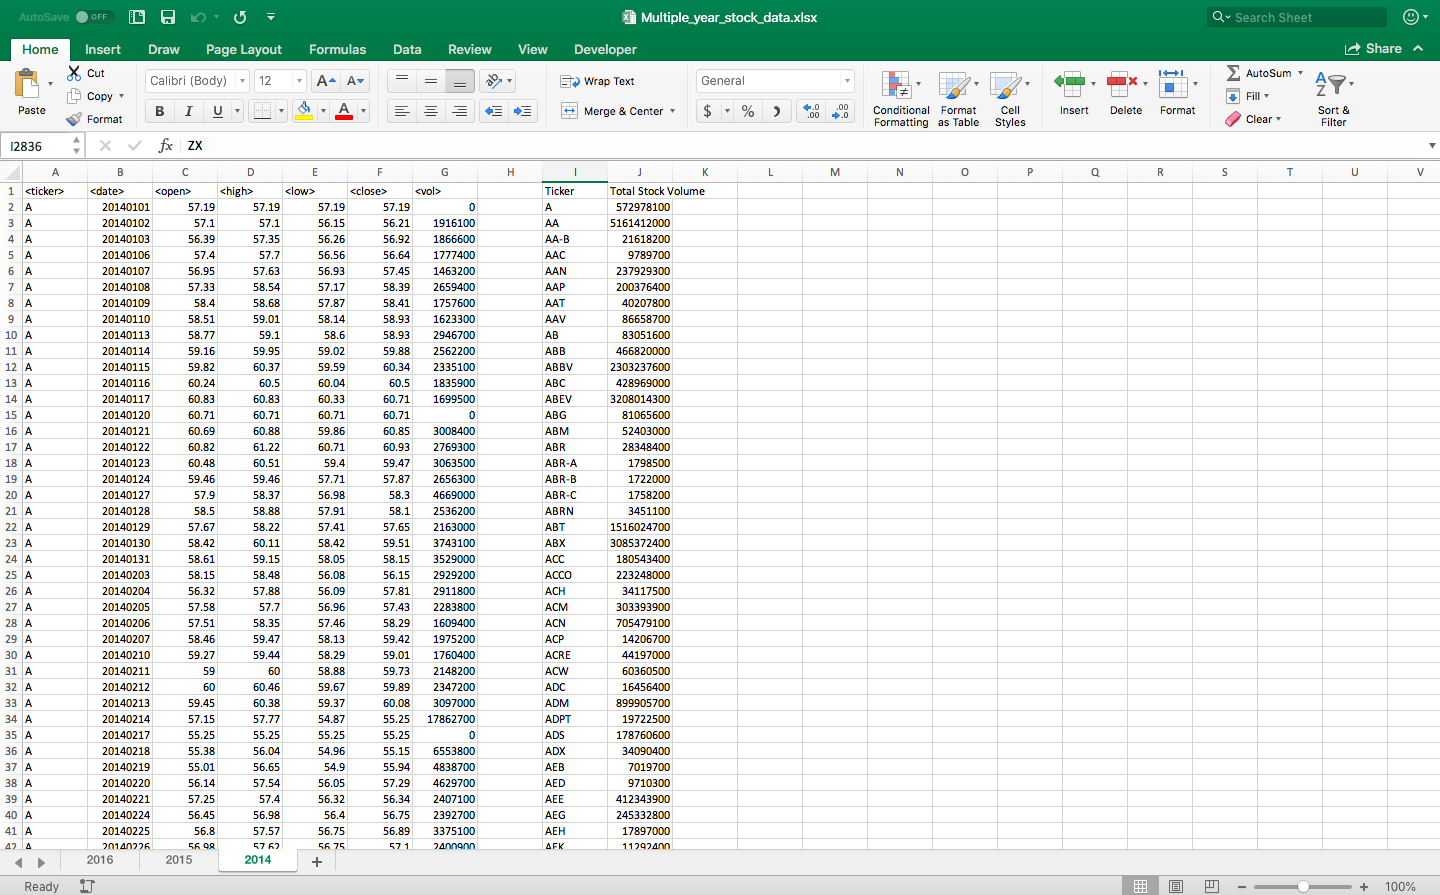 AutoSave OFF Multiple_year_stock_data.xlsx Search Sheet
Home Insert Draw Page Layout Formulas Data Review View Developer Share
Paste Cut Copy Format
Calibri (Body) 12 A A
B I U A
Wrap Text
Merge & Center
General
$ % )
Conditional Formatting Format as Table Cell Styles Insert Delete Format
AutoSum Fill Clear
Sort & Filter
I2836 fx ZX
A B C D E F G H I J K L M N O P Q R S T U V
1 <ticker> <date> <open> <high> <low> <close> <vol> Ticker Total Stock Volume
2 A 20140101 57.19 57.19 57.19 57.19 0 A 572978100
3 A 20140102 57.1 57.1 56.15 56.21 1916100 AA 5161412000
4 A 20140103 56.39 57.35 56.26 56.92 1866600 AA-B 21618200
5 A 20140106 57.4 57.7 56.56 56.64 1777400 AAC 9789700
6 A 20140107 56.95 57.63 56.93 57.45 1463200 AAN 237929300
7 A 20140108 57.33 58.54 57.17 58.39 2659400 AAP 200376400
8 A 20140109 58.4 58.68 57.87 58.41 1757600 AAT 40207800
9 A 20140110 58.51 59.01 58.14 58.93 1623300 AAV 86658700
10 A 20140113 58.77 59.1 58.6 58.93 2946700 AB 83051600
11 A 20140114 59.16 59.95 59.02 59.88 2562200 ABB 466820000
12 A 20140115 59.82 60.37 59.59 60.34 2335100 ABBV 2303237600
13 A 20140116 60.24 60.5 60.04 60.5 1835900 ABC 428969000
14 A 20140117 60.83 60.83 60.33 60.71 1699500 ABEV 3208014300
15 A 20140120 60.71 60.71 60.71 60.71 0 ABG 81065600
16 A 20140121 60.69 60.88 59.86 60.85 3008400 ABM 52403000
17 A 20140122 60.82 61.22 60.71 60.93 2769300 ABR 28348400
18 A 20140123 60.48 60.51 59.4 59.47 3063500 ABR-A 1798500
19 A 20140124 59.46 59.46 57.71 57.87 2656300 ABR-B 1722000
20 A 20140127 57.9 58.37 56.98 58.3 4669000 ABR-C 1758200
21 A 20140128 58.5 58.88 57.91 58.1 2536200 ABRN 3451100
22 A 20140129 57.67 58.22 57.41 57.65 2163000 ABT 1516024700
23 A 20140130 58.42 60.11 58.42 59.51 3743100 ABX 3085372400
24 A 20140131 58.61 59.15 58.05 58.15 3529000 ACC 180543400
25 A 20140203 58.15 58.48 56.08 56.15 2929200 ACCO 223248000
26 A 20140204 56.32 57.88 56.09 57.81 2911800 ACH 34117500
27 A 20140205 57.58 57.7 56.96 57.43 2283800 ACM 303393900
28 A 20140206 57.51 58.35 57.46 58.29 1609400 ACN 705479100
29 A 20140207 58.46 59.47 58.13 59.42 1975200 ACP 14206700
30 A 20140210 59.27 59.44 58.29 59.01 1760400 ACRE 44197000
31 A 20140211 59 60 58.88 59.73 2148200 ACW 60360500
32 A 20140212 60 60.46 59.67 59.89 2347200 ADC 16456400
33 A 20140213 59.45 60.38 59.37 60.08 3097000 ADM 899905700
34 A 20140214 57.15 57.77 54.87 55.25 17862700 ADPT 19722500
35 A 20140217 55.25 55.25 55.25 55.25 0 ADS 178760600
36 A 20140218 55.38 56.04 54.96 55.15 6553800 ADX 34090400
37 A 20140219 55.01 56.65 54.9 55.94 4838700 AEB 7019700
38 A 20140220 56.14 57.54 56.05 57.29 4629700 AED 9710300
39 A 20140221 57.25 57.4 56.32 56.34 2407100 AEE 412343900
40 A 20140224 56.45 56.98 56.4 56.75 2392700 AEG 245332800
41 A 20140225 56.8 57.57 56.75 56.89 3375100 AEH 17897000
42 A 20140226 56.98 57.62 56.75 57.1 2400900 AEK 11292400
2016 2015 2014 +
Ready 100%